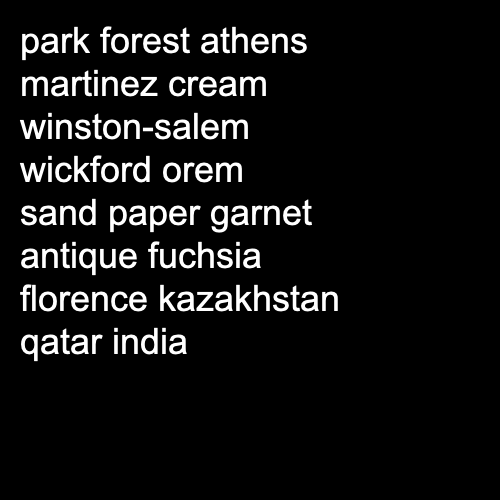 park forest athens
martinez cream
winston-salem
wickford orem
sand paper garnet
antique fuchsia
florence kazakhstan
qatar india